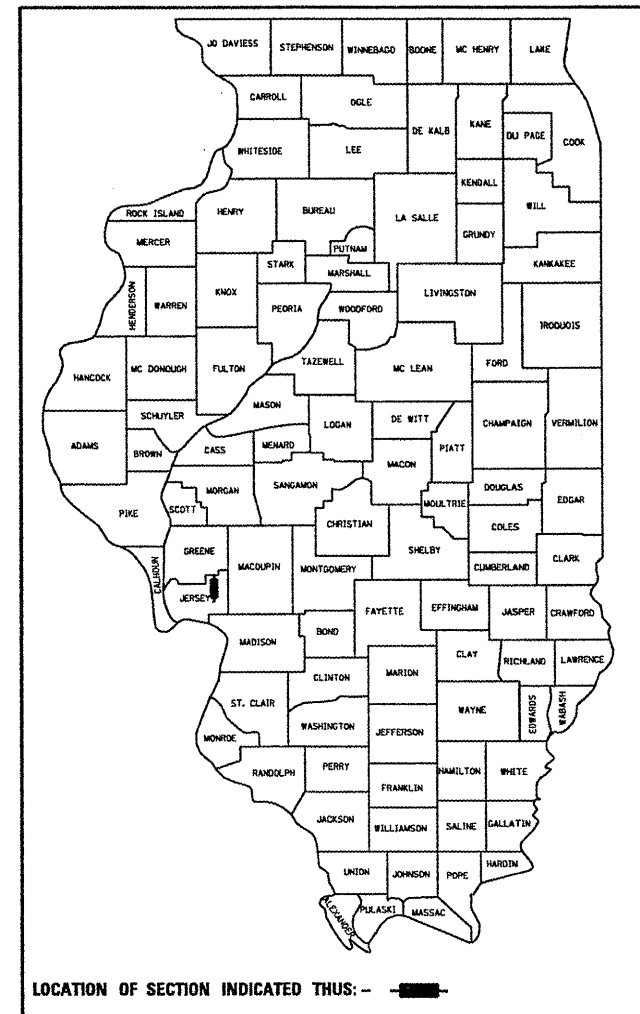 JO DAVIESS STEPHENSON WINNEBAGO BOONE MC HENRY LAKE
CARROLL OGLE DE KALB KANE DU PAGE COOK
WHITESIDE LEE
KENDALL WILL
ROCK ISLAND HENRY BUREAU LA SALLE GRUNDY
MERCER PUTNAM
STARK MARSHALL KANKAKEE
HENDERSON WARREN KNOX PEORIA WOODFORD LIVINGSTON IROQUOIS
HANCOCK MC DONOUGH FULTON TAZEWELL MC LEAN FORD
SCHUYLER MASON LOGAN DE WITT CHAMPAIGN VERMILION
ADAMS BROWN CASS MENARD MACON PIATT
PIKE SCOTT MORGAN SANGAMON CHRISTIAN MOULTRIE DOUGLAS EDGAR
COLES
CALHOUN GREENE MACOUPIN MONTGOMERY SHELBY CUMBERLAND CLARK
JERSEY FAYETTE EFFINGHAM JASPER CRAWFORD
MADISON BOND
CLAY RICHLAND LAWRENCE
CLINTON MARION
ST. CLAIR WAYNE EDWARDS WABASH
MONROE WASHINGTON JEFFERSON
RANDOLPH PERRY HAMILTON WHITE
FRANKLIN
JACKSON WILLIAMSON SALINE GALLATIN
UNION JOHNSON POPE HARDIN
ALEXANDER PULASKI MASSAC
LOCATION OF SECTION INDICATED THUS: -